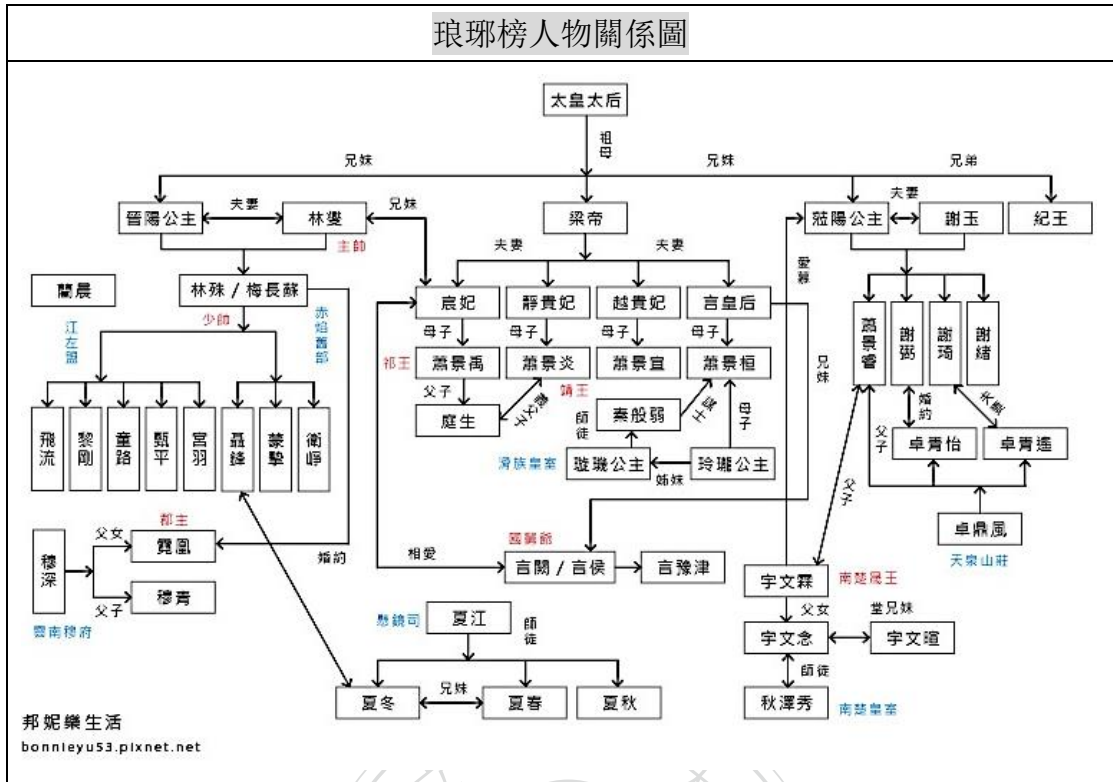 琅琊榜人物關係圖
太皇太后
祖母
兄妹
兄妹
兄弟
晉陽公主
夫妻
林燮
兄妹
梁帝
蒞陽公主
夫妻
謝玉
紀王
主帥
夫妻
夫妻
愛慕
藺晨
林殊 / 梅長蘇
宸妃
靜貴妃
越貴妃
言皇后
江左盟
少帥
赤焰舊部
母子
母子
母子
母子
兄妹
蕭景睿
謝弼
謝琦
謝緒
祁王
蕭景禹
蕭景炎
蕭景宣
蕭景桓
父子
義父子
靖王
謀士
母子
庭生
秦般弱
師徒
飛流
黎剛
童路
甄平
宮羽
聶鋒
蒙摯
衛崢
滑族皇室
璇璣公主
姊妹
玲瓏公主
父子
婚約
夫妻
卓青怡
卓青遙
父子
卓鼎風
天泉山莊
穆深
父女
郡主
霓凰
婚約
父子
穆青
雲南穆府
國舅爺
相愛
言闕 / 言侯
言豫津
宇文霖
南楚晟王
父女
堂兄妹
宇文念
宇文暄
師徒
秋澤秀
南楚皇室
懸鏡司
夏江
師徒
夏冬
兄妹
夏春
夏秋
邦妮樂生活
bonnieyu53.pixnet.net